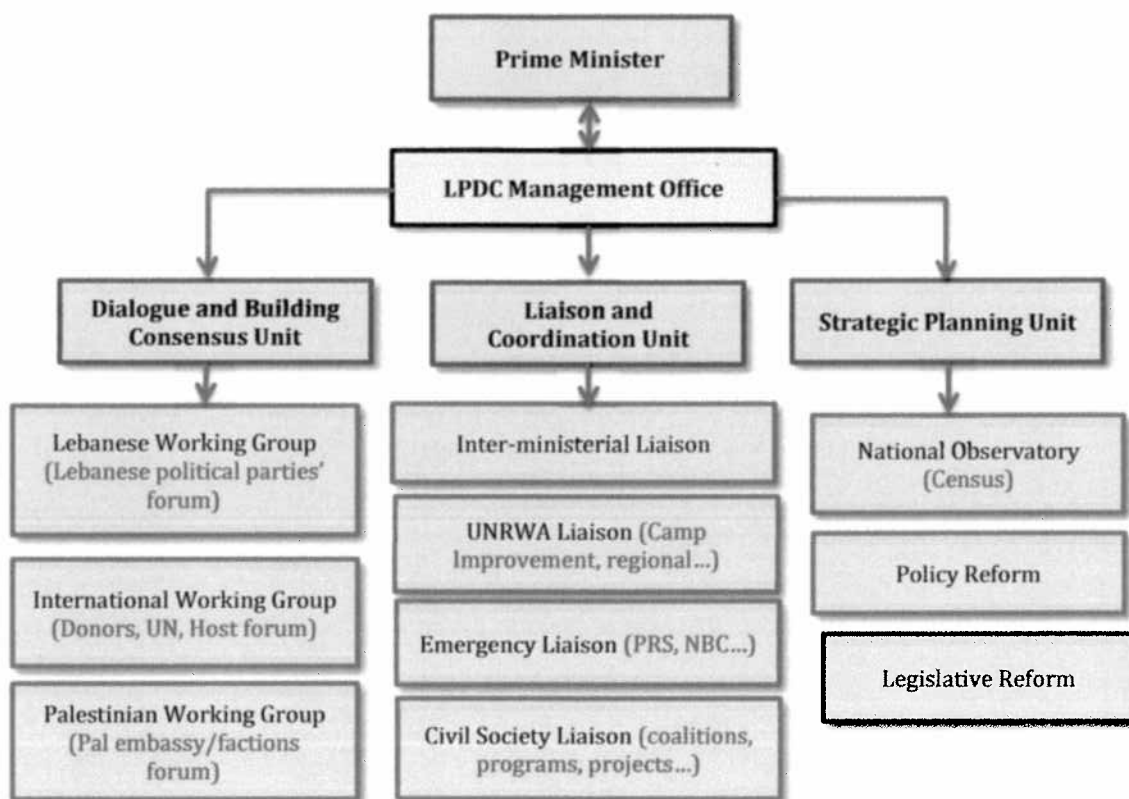 Prime Minister
LPDC Management Office
Dialogue and Building
Consensus Unit
Liaison and
Coordination Unit
Strategic Planning Unit
Lebanese Working Group
(Lebanese political parties'
forum)
International Working Group
(Donors, UN, Host forum)
Palestinian Working Group
(Pal embassy/factions
forum)
Inter-ministerial Liaison
UNRWA Liaison (Camp
Improvement, regional...)
Emergency Liaison (PRS, NBC...)
Civil Society Liaison (coalitions,
programs, projects...)
National Observatory
(Census)
Policy Reform
Legislative Reform